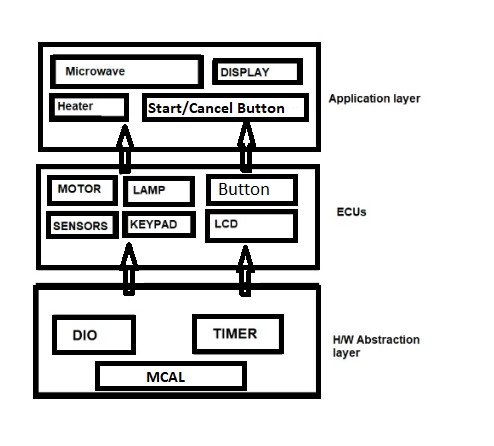 Microwave
DISPLAY
Heater
Start/Cancel Button
Application layer
MOTOR
LAMP
Button
SENSORS
KEYPAD
LCD
ECUs
DIO
TIMER
MCAL
H/W Abstraction
layer